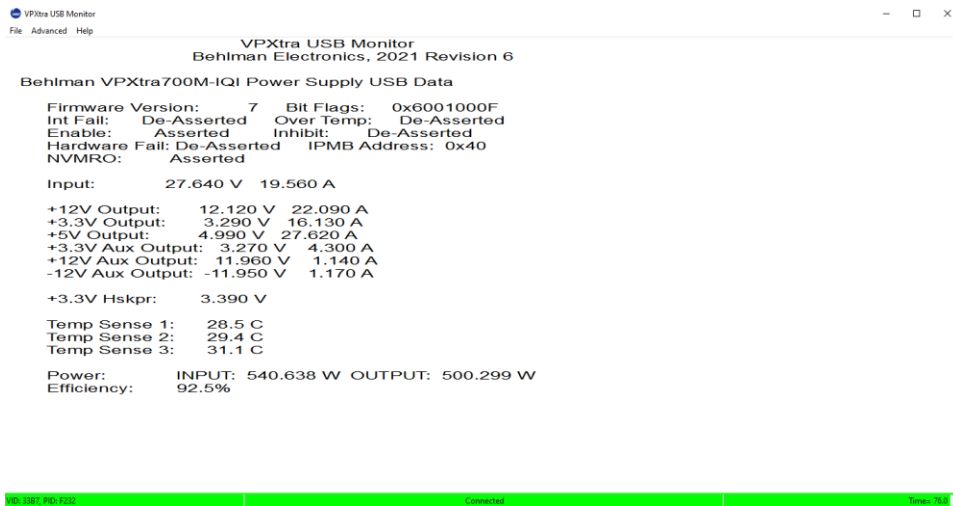 VPXtra USB Monitor
File Advanced Help
VPXtra USB Monitor
Behlman Electronics, 2021 Revision 6
Behlman VPXtra700M-IQI Power Supply USB Data
Firmware Version: 7 Bit Flags: 0x6001000F
Int Fail: De-Asserted Over Temp: De-Asserted
Enable: Asserted Inhibit: De-Asserted
Hardware Fail: De-Asserted IPMB Address: 0x40
NVMRO: Asserted
Input: 27.640 V 19.560 A
+12V Output: 12.120 V 22.090 A
+3.3V Output: 3.290 V 16.130 A
+5V Output: 4.990 V 27.620 A
+3.3V Aux Output: 3.270 V 4.300 A
+12V Aux Output: 11.960 V 1.140 A
-12V Aux Output: -11.950 V 1.170 A
+3.3V Hskpr: 3.390 V
Temp Sense 1: 28.5 C
Temp Sense 2: 29.4 C
Temp Sense 3: 31.1 C
Power: INPUT: 540.638 W OUTPUT: 500.299 W
Efficiency: 92.5%
VID: 33B7, PID: F232 Connected Time= 76.0